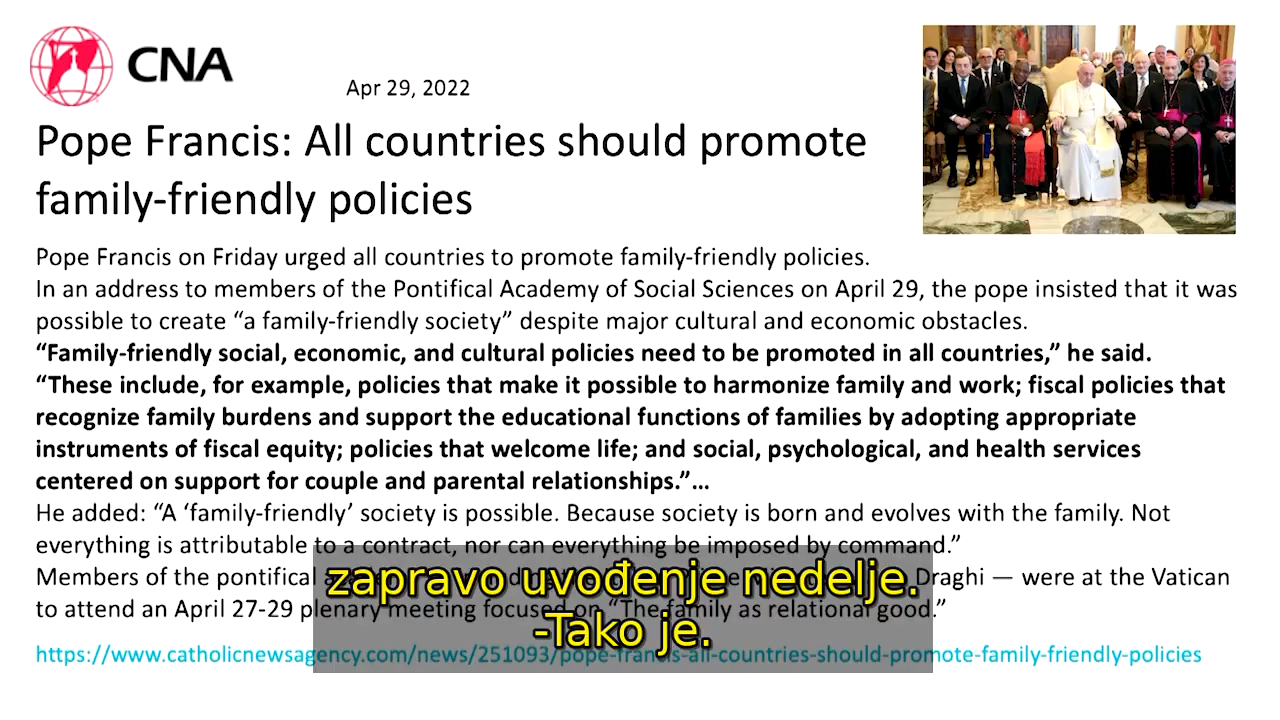 CNA
Apr 29, 2022
Pope Francis: All countries should promote
family-friendly policies
Pope Francis on Friday urged all countries to promote family-friendly policies.
In an address to members of the Pontifical Academy of Social Sciences on April 29, the pope insisted that it was
possible to create “a family-friendly society” despite major cultural and economic obstacles.
“Family-friendly social, economic, and cultural policies need to be promoted in all countries,” he said.
“These include, for example, policies that make it possible to harmonize family and work; fiscal policies that
recognize family burdens and support the educational functions of families by adopting appropriate
instruments of fiscal equity; policies that welcome life; and social, psychological, and health services
centered on support for couple and parental relationships.”…
He added: “A ‘family-friendly’ society is possible. Because society is born and evolves with the family. Not
everything is attributable to a contract, nor can everything be imposed by command.”
Members of the pontifical Draghi — were at the Vatican
to attend an April 27-29 plenary meeting focused on “The family as relational good.”
zapravo uvođenje nedelje.
-Tako je.
https://www.catholicnewsagency.com/news/251093/pope-francis-all-countries-should-promote-family-friendly-policies